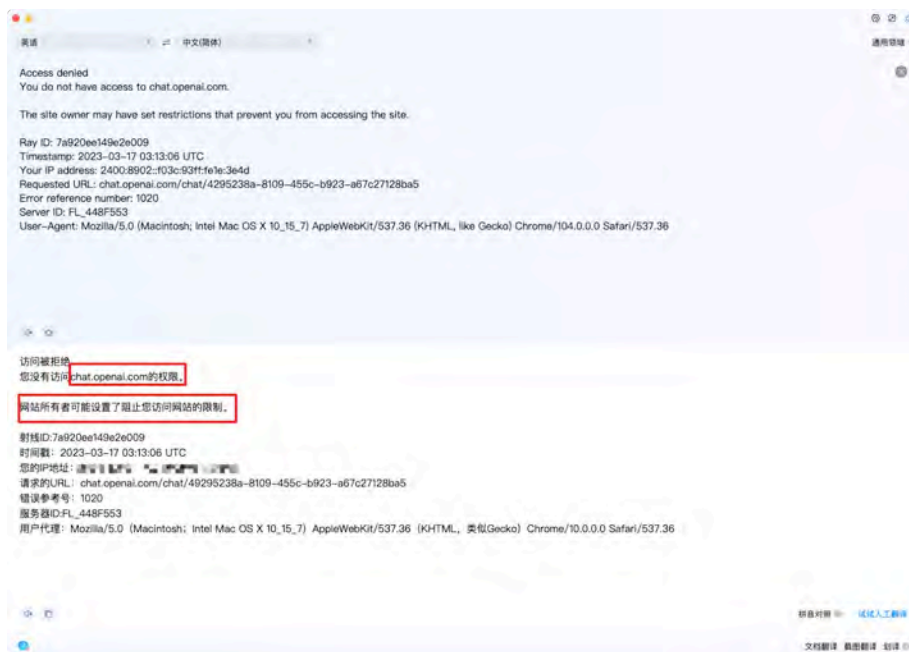 英语 ⇌ 中文(简体)
通用领域
Access denied
You do not have access to chat.openai.com.
The site owner may have set restrictions that prevent you from accessing the site.
Ray ID: 7a920ee149e2e009
Timestamp: 2023-03-17 03:13:06 UTC
Your IP address: 2400:8902::f03c:93ff:fe1e:3e4d
Requested URL: chat.openai.com/chat/4295238a-8109-455c-b923-a67c27128ba5
Error reference number: 1020
Server ID: FL_448F553
User-Agent: Mozilla/5.0 (Macintosh; Intel Mac OS X 10_15_7) AppleWebKit/537.36 (KHTML, like Gecko) Chrome/104.0.0.0 Safari/537.36
访问被拒绝
您没有访问chat.openai.com的权限。
网站所有者可能设置了阻止您访问网站的限制。
射线ID:7a920ee149e2e009
时间戳：2023-03-17 03:13:06 UTC
您的IP地址：
请求的URL：chat.openai.com/chat/49295238a-8109-455c-b923-a67c27128ba5
错误参考号：1020
服务器ID:FL_448F553
用户代理：Mozilla/5.0（Macintosh；Intel Mac OS X 10_15_7）AppleWebKit/537.36（KHTML，类似Gecko）Chrome/10.0.0.0 Safari/537.36
拼音对照 试试人工翻译
文档翻译 截图翻译 划译